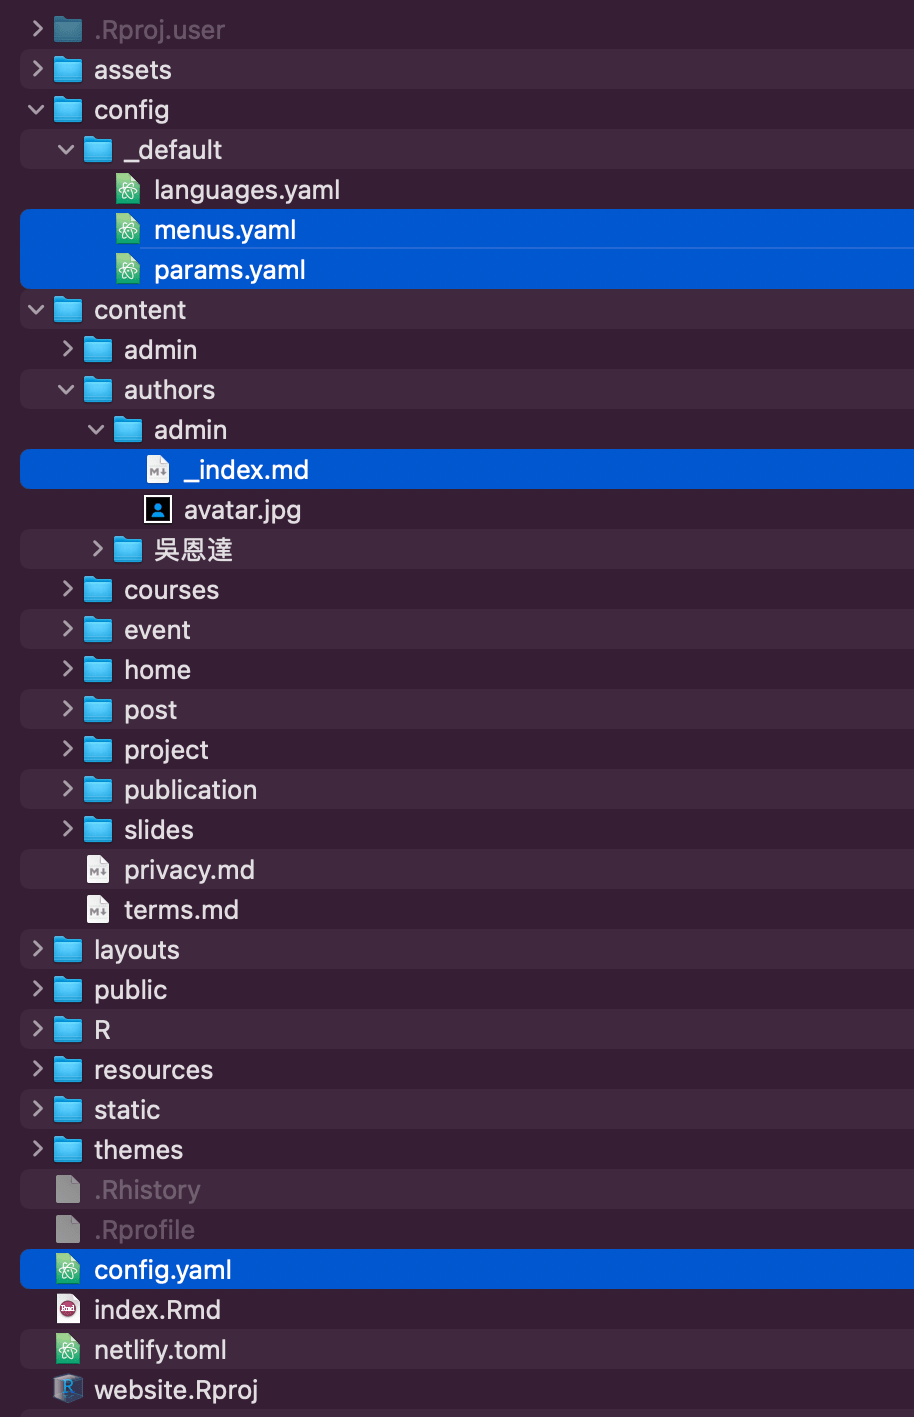 .Rproj.user
assets
config
_default
languages.yaml
menus.yaml
params.yaml
content
admin
authors
admin
_index.md
avatar.jpg
吳恩達
courses
event
home
post
project
publication
slides
privacy.md
terms.md
layouts
public
R
resources
static
themes
.Rhistory
.Rprofile
config.yaml
index.Rmd
netlify.toml
website.Rproj